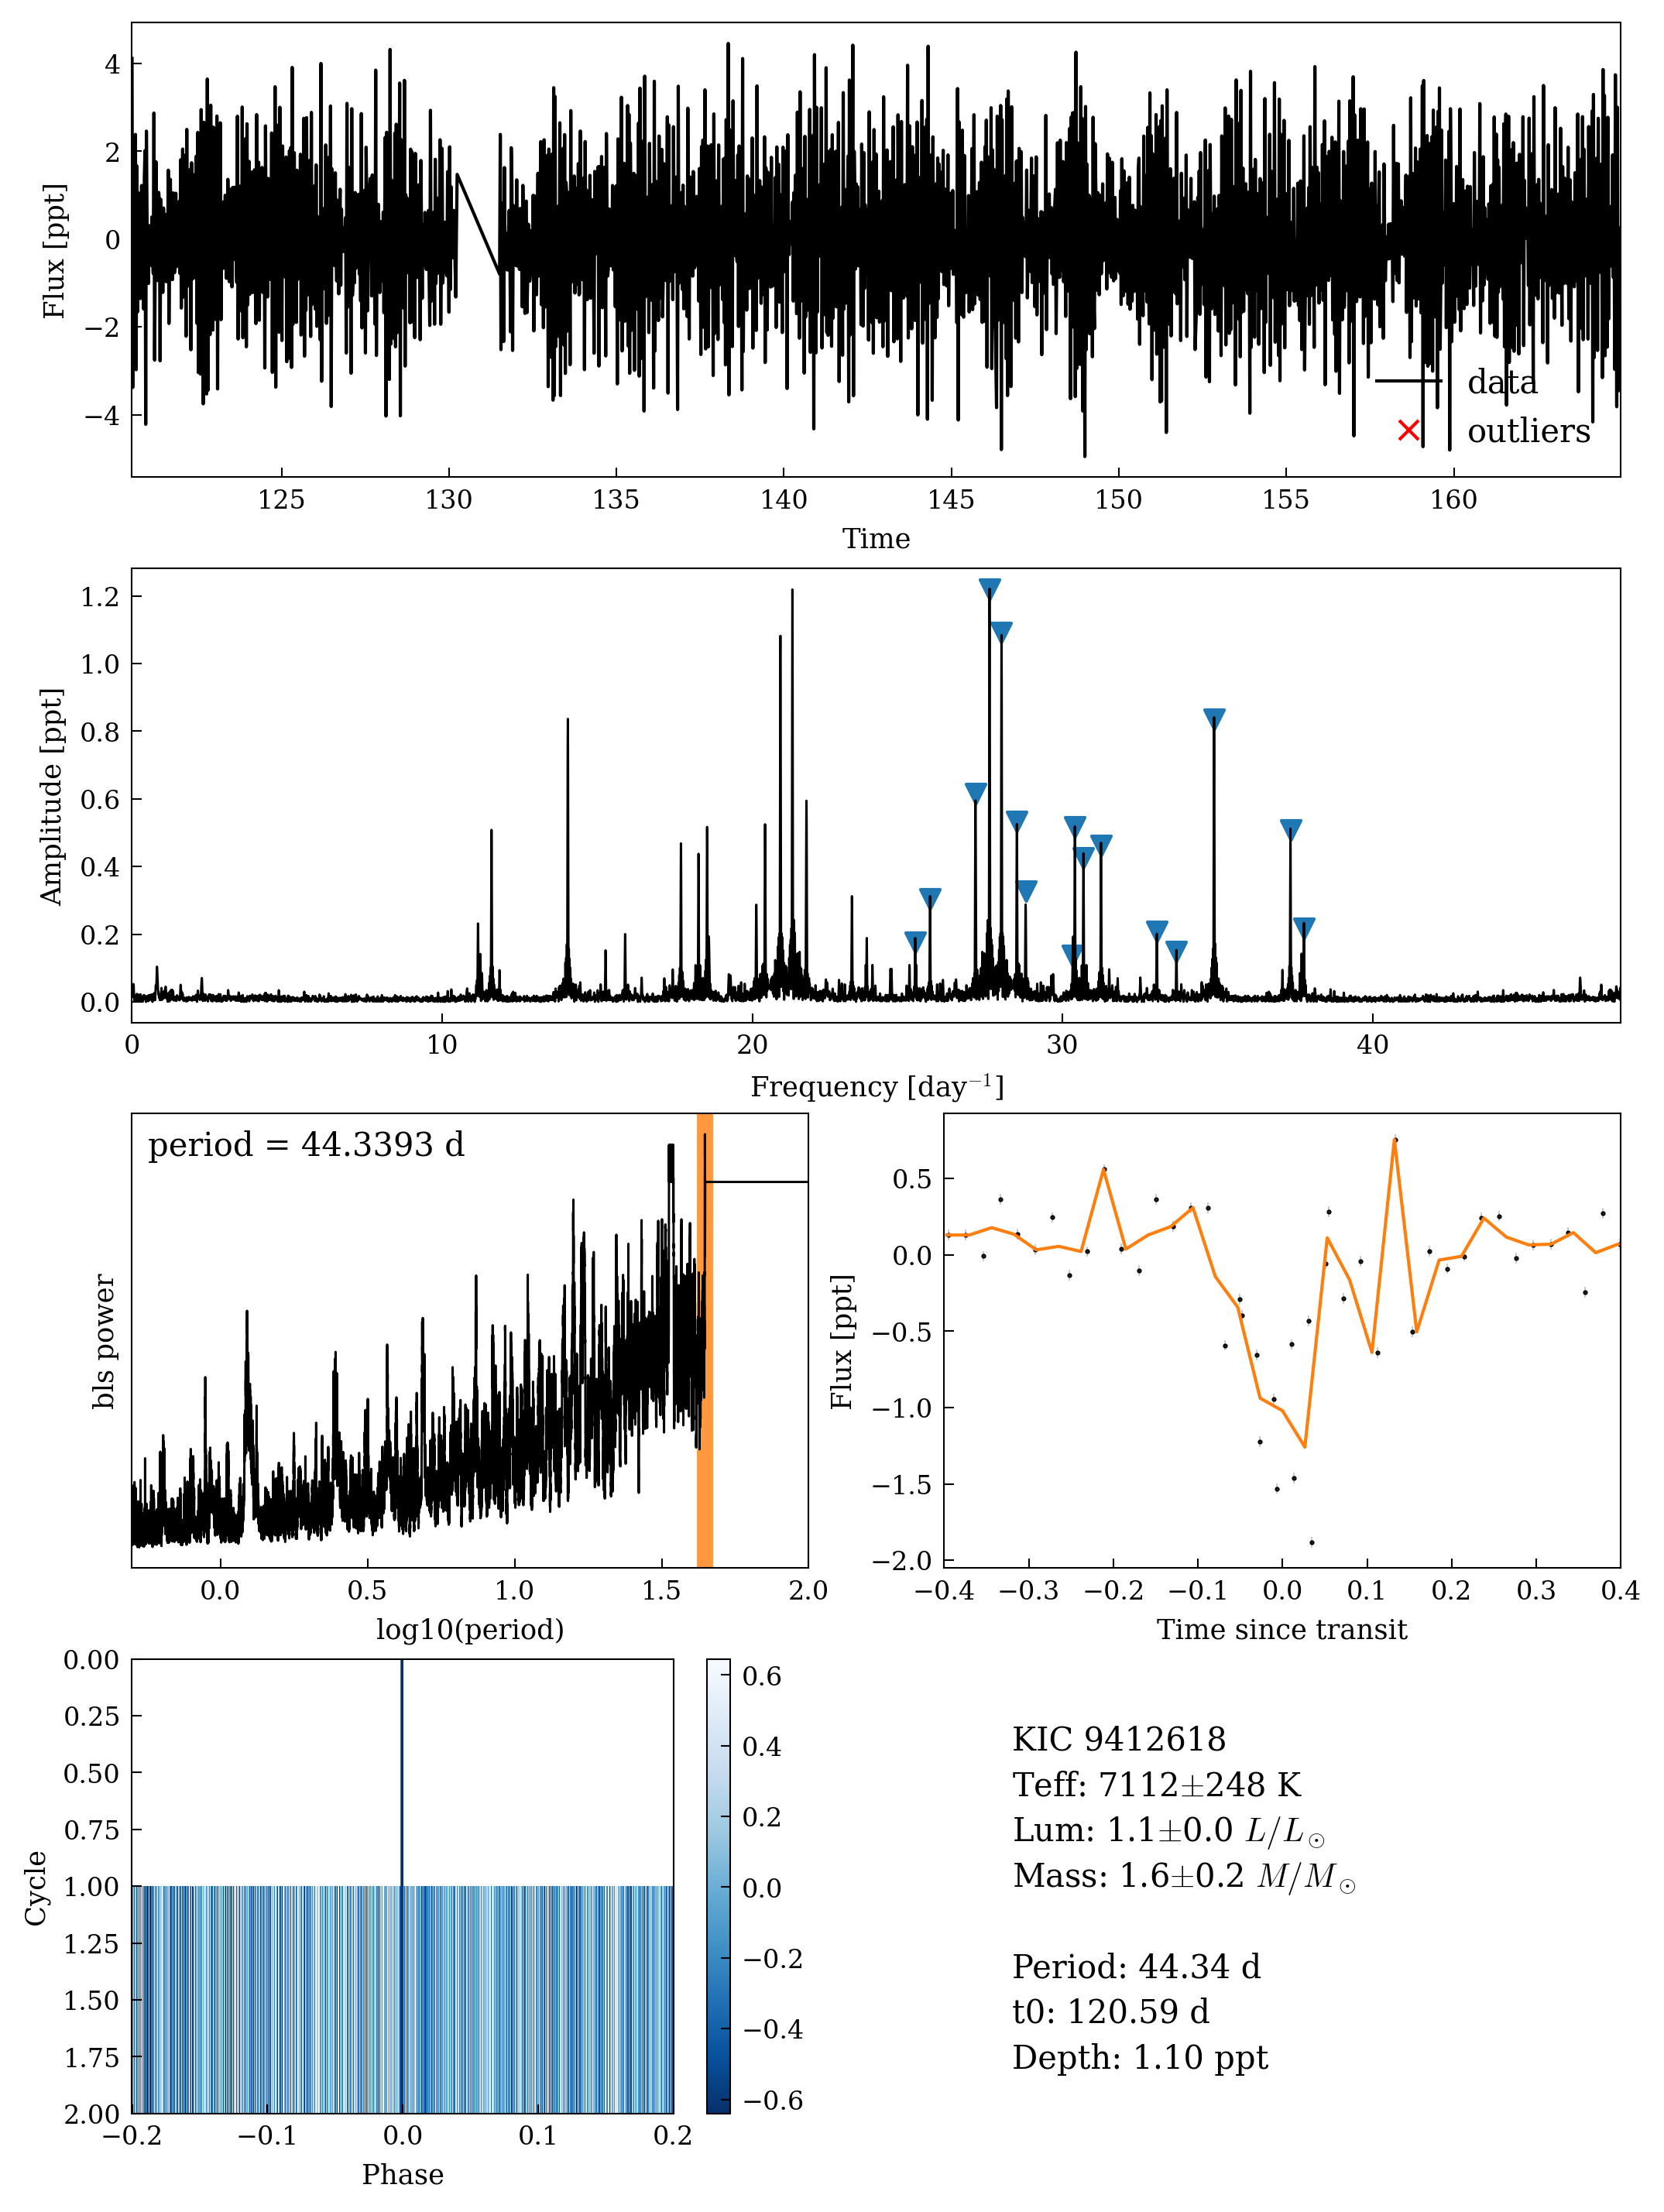 4
2
0
−2
−4
Flux [ppt]
data
outliers
125 130 135 140 145 150 155 160
Time
1.2
1.0
0.8
0.6
0.4
0.2
0.0
Amplitude [ppt]
0 10 20 30 40
Frequency [day⁻¹]
period = 44.3393 d
bls power
0.0 0.5 1.0 1.5 2.0
log10(period)
0.5
0.0
−0.5
−1.0
−1.5
−2.0
Flux [ppt]
−0.4 −0.3 −0.2 −0.1 0.0 0.1 0.2 0.3 0.4
Time since transit
0.00
0.25
0.50
0.75
1.00
1.25
1.50
1.75
2.00
Cycle
−0.2 −0.1 0.0 0.1 0.2
Phase
0.6
0.4
0.2
0.0
−0.2
−0.4
−0.6
KIC 9412618
Teff: 7112±248 K
Lum: 1.1±0.0 L/L⊙
Mass: 1.6±0.2 M/M⊙
Period: 44.34 d
t0: 120.59 d
Depth: 1.10 ppt